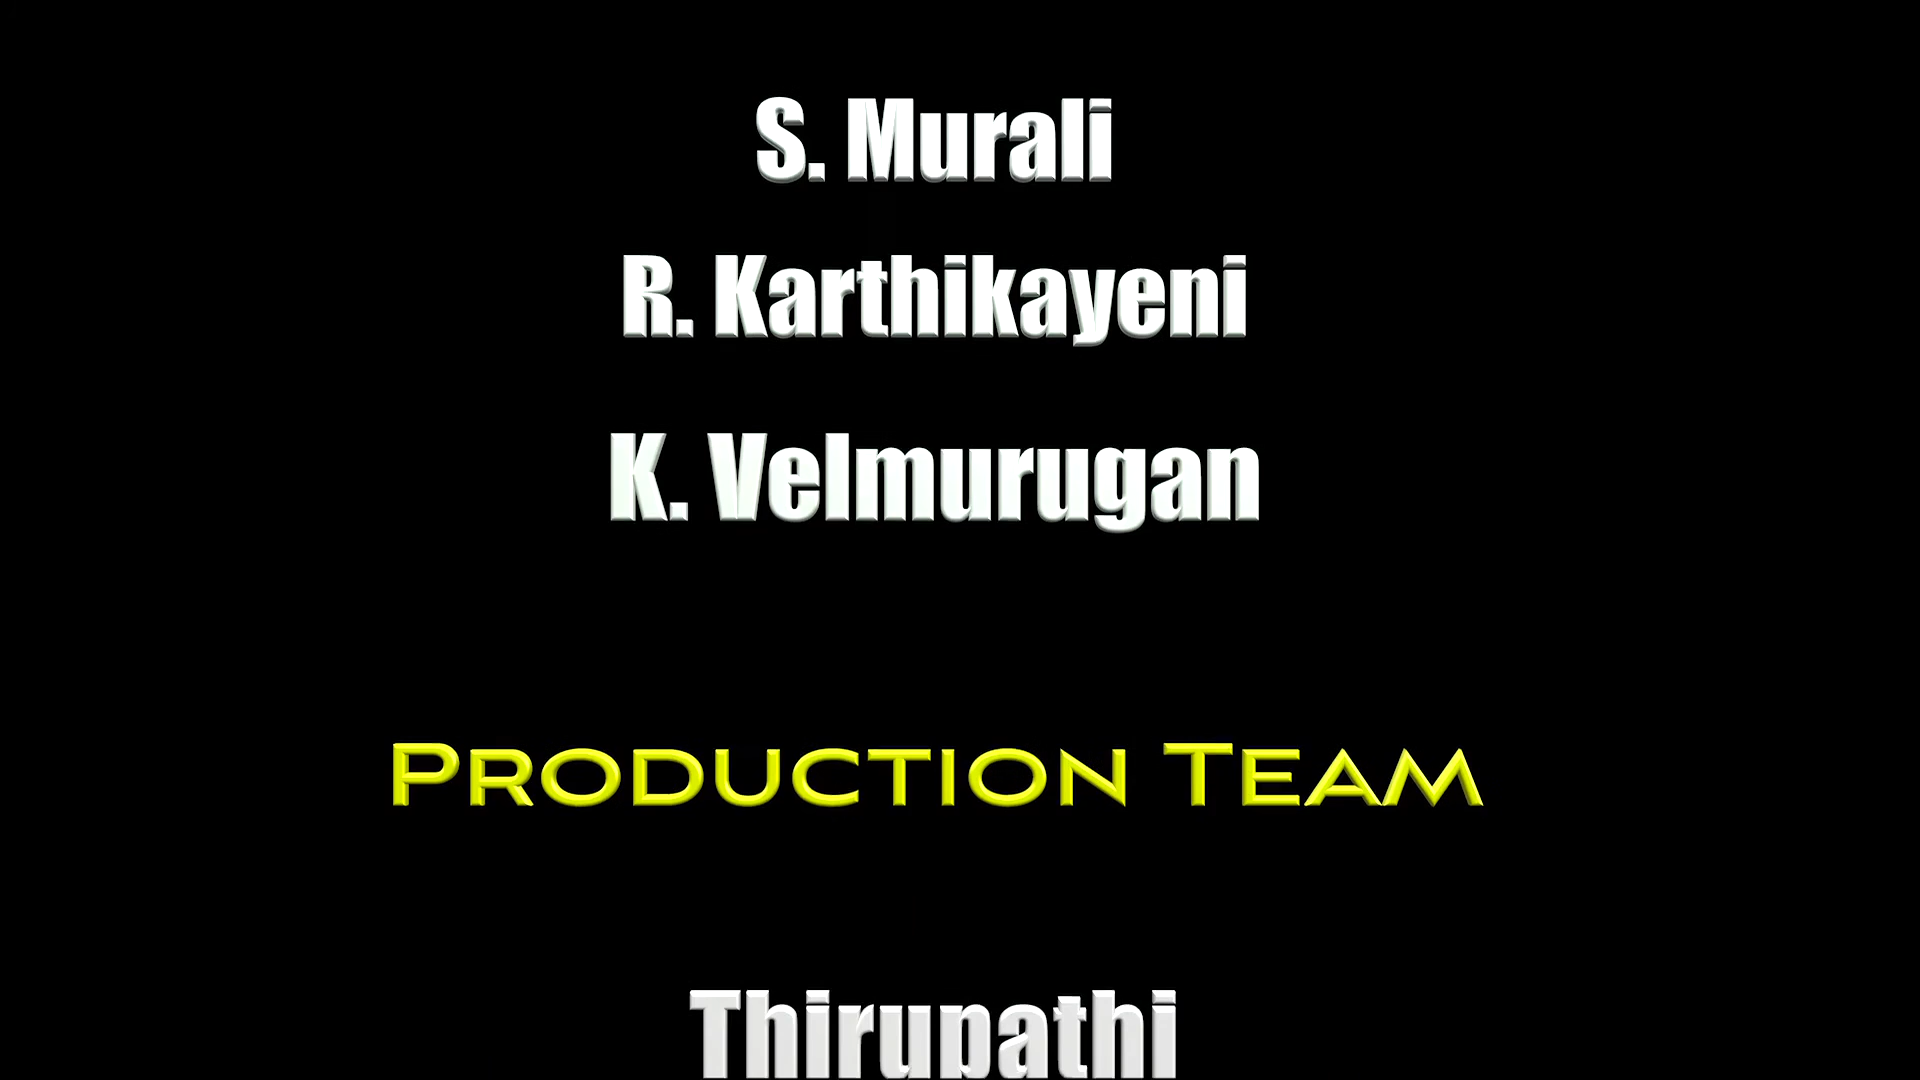 S. Murali
R. Karthikayeni
K. Velmurugan
PRODUCTION TEAM
Thirupathi